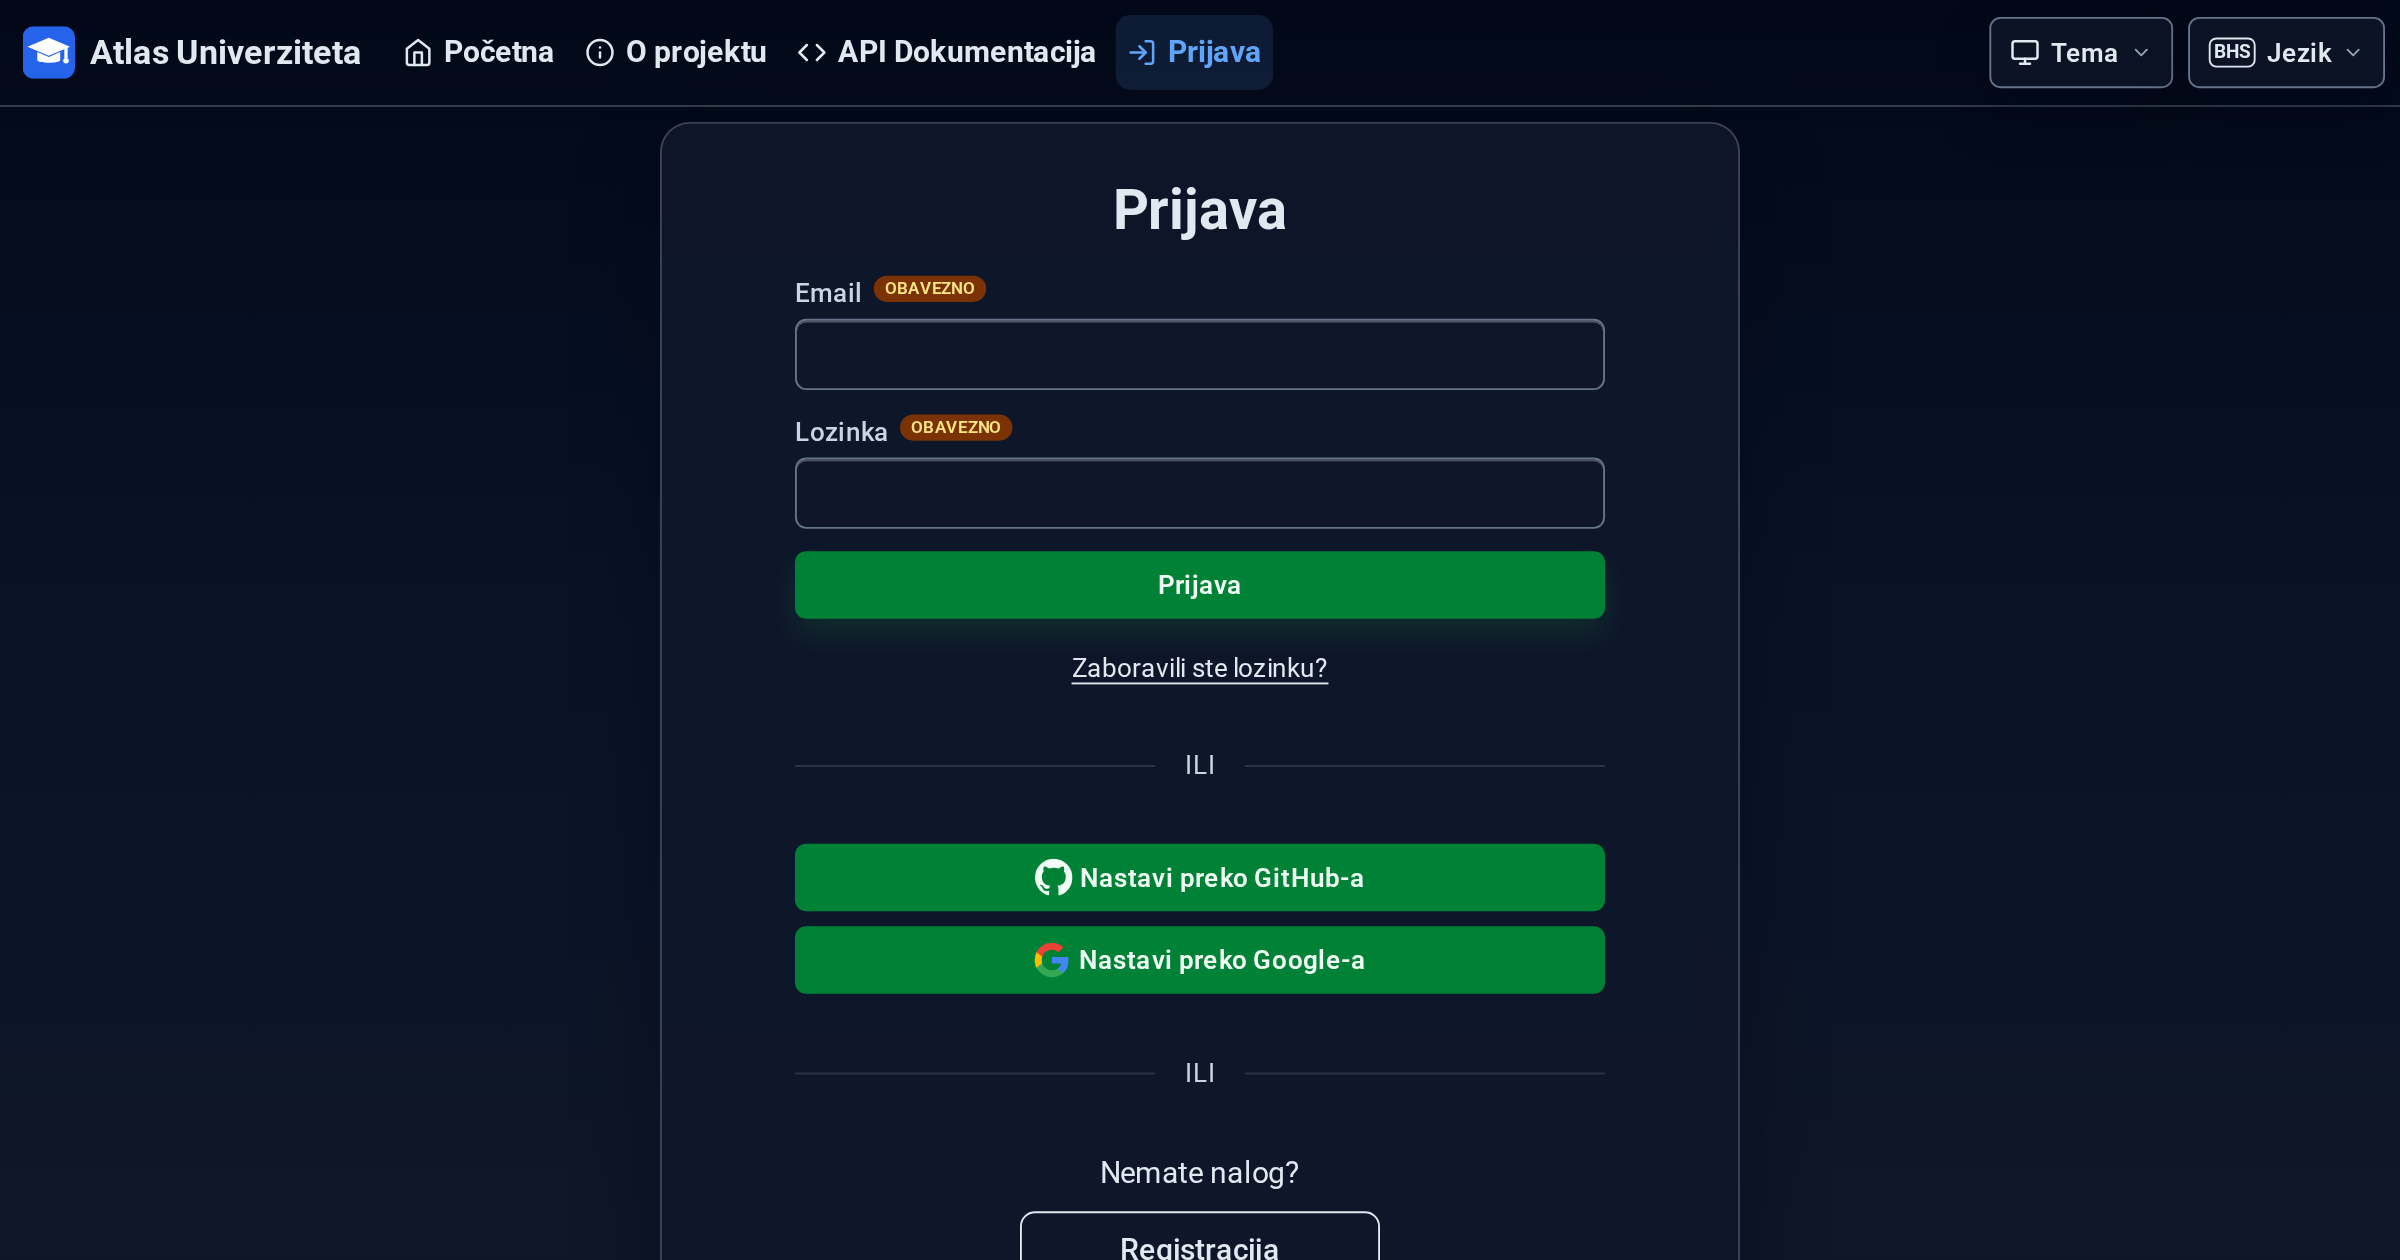 Atlas Univerziteta
Početna
O projektu
API Dokumentacija
Prijava
Tema
BHS Jezik
Prijava
Email OBAVEZNO
Lozinka OBAVEZNO
Prijava
Zaboravili ste lozinku?
ILI
Nastavi preko GitHub-a
Nastavi preko Google-a
ILI
Nemate nalog?
Registracija